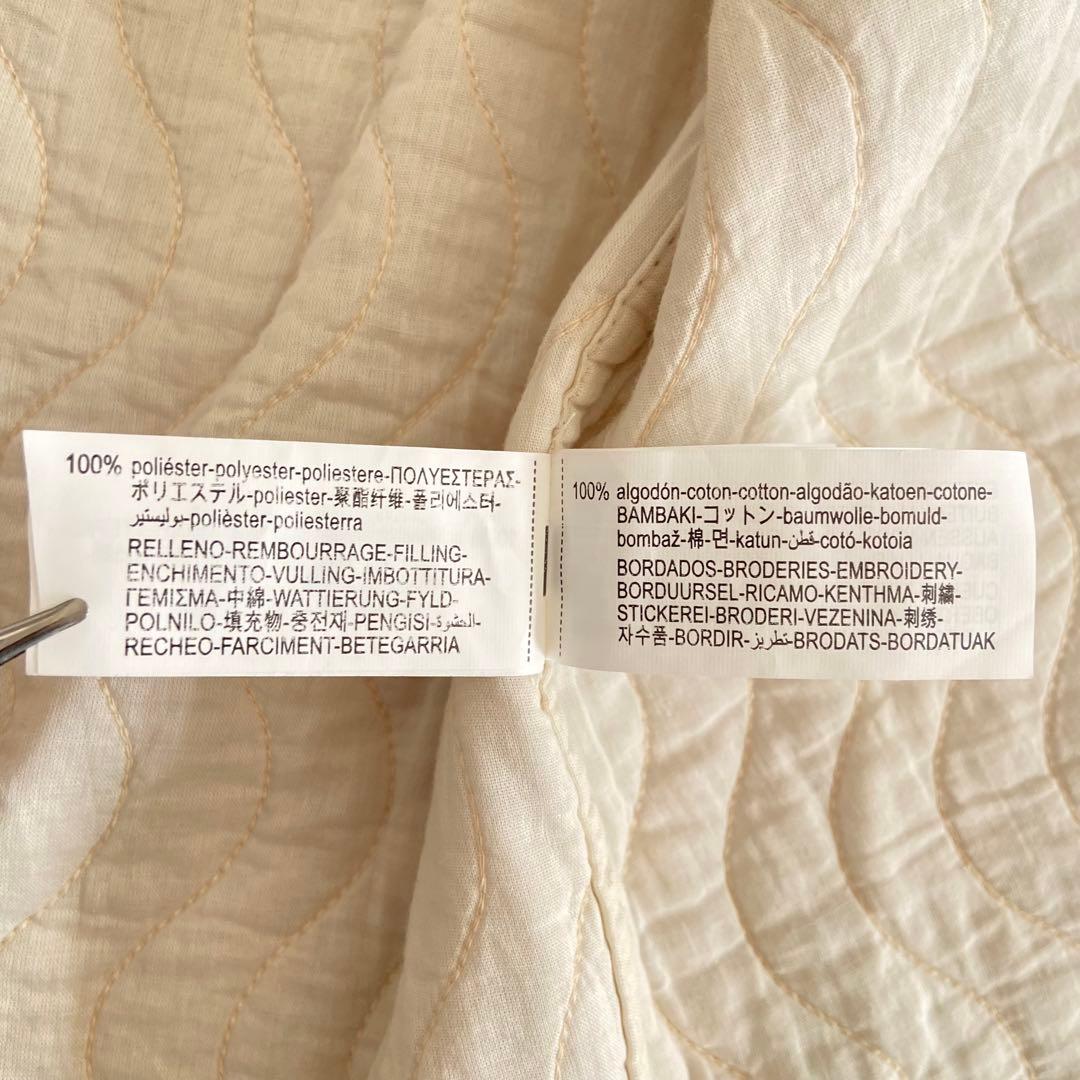 100% poliéster-polyester-poliestere-ΠΟΛΥΕΣΤΕΡΑΣ-
ポリエステル-poliester-聚酯纤维-폴리에스터-
بوليستير-polièster-poliesterra
RELLENO-REMBOURRAGE-FILLING-
ENCHIMENTO-VULLING-IMBOTTITURA-
ΓΕΜΙΣΜΑ-中綿-WATTIERUNG-FYLD-
POLNILO-填充物-충전재-PENGISI-الحشوة-
RECHEO-FARCIMENT-BETEGARRIA
100% algodón-coton-cotton-algodão-katoen-cotone-
BAMBAKI-コットン-baumwolle-bomuld-
bombaž-棉-면-katun-قطن-cotó-kotoia
BORDADOS-BRODERIES-EMBROIDERY-
BORDUURSEL-RICAMO-KENTHMA-刺繍-
STICKEREI-BRODERI-VEZENINA-刺绣-
자수품-BORDIR-تطريز-BRODATS-BORDATUAK